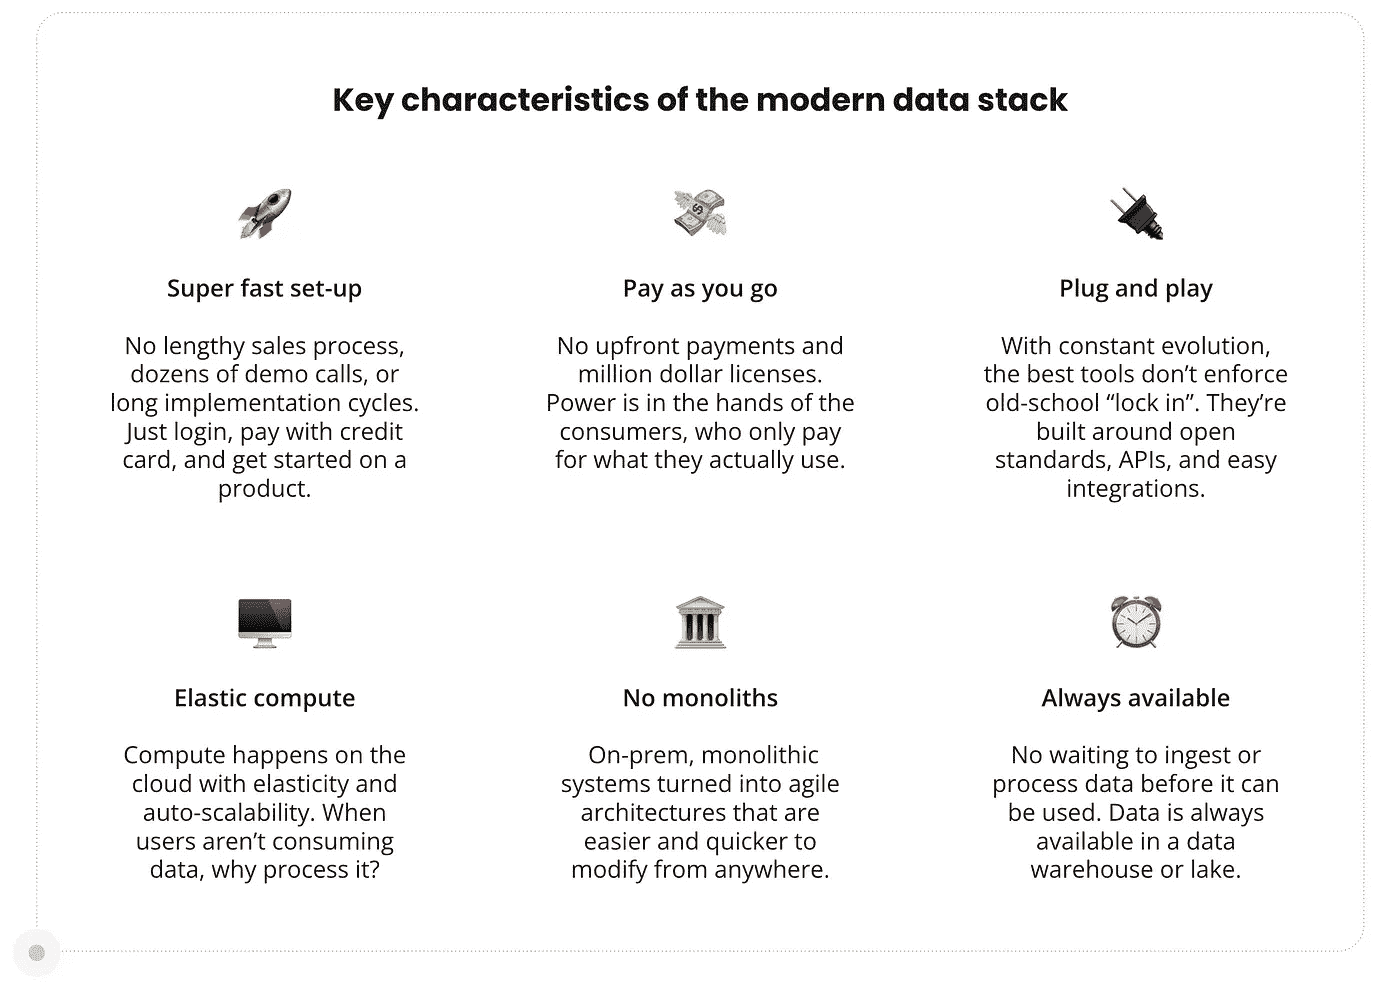 Key characteristics of the modern data stack
Super fast set-up
No lengthy sales process,
dozens of demo calls, or
long implementation cycles.
Just login, pay with credit
card, and get started on a
product.
Pay as you go
No upfront payments and
million dollar licenses.
Power is in the hands of the
consumers, who only pay
for what they actually use.
Plug and play
With constant evolution,
the best tools don’t enforce
old-school “lock in”. They’re
built around open
standards, APIs, and easy
integrations.
Elastic compute
Compute happens on the
cloud with elasticity and
auto-scalability. When
users aren’t consuming
data, why process it?
No monoliths
On-prem, monolithic
systems turned into agile
architectures that are
easier and quicker to
modify from anywhere.
Always available
No waiting to ingest or
process data before it can
be used. Data is always
available in a data
warehouse or lake.